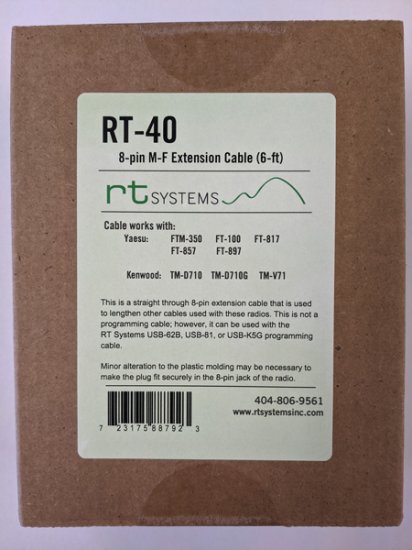 RT-40
8-pin M-F Extension Cable (6-ft)
rt SYSTEMS
Cable works with:
Yaesu: FTM-350 FT-100 FT-817
FT-857 FT-897
Kenwood: TM-D710 TM-D710G TM-V71
This is a straight through 8-pin extension cable that is used
to lengthen other cables used with these radios. This is not a
programming cable; however, it can be used with the
RT Systems USB-62B, USB-81, or USB-K5G programming
cable.
Minor alteration to the plastic molding may be necessary to
make the plug fit securely in the 8-pin jack of the radio.
404-806-9561
www.rtsystemsinc.com
7 23175 88792 3